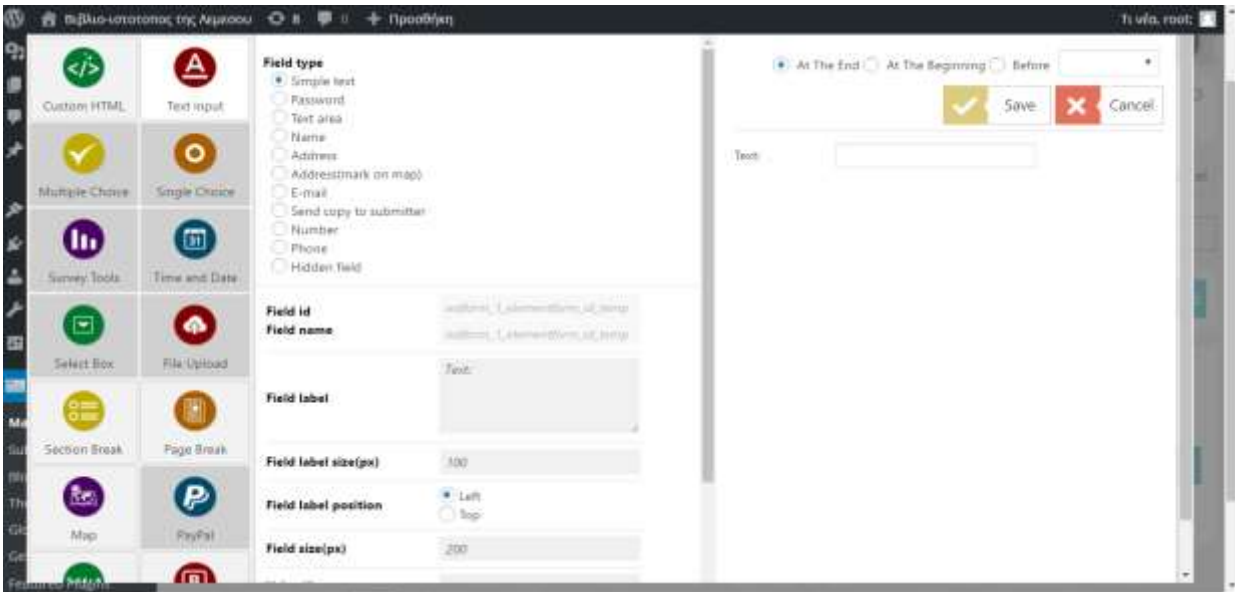 Βιβλιο-ιστοτοπος της Λεμεσου 8 0 + Προσθήκη
Τι νέα, root;
Custom HTML
Text input
Multiple Choice
Single Choice
Survey Tools
31
Time and Date
Select Box
File Upload
Section Break
Page Break
Map
PayPal
Field type
Simple text
Password
Text area
Name
Address
Address(mark on map)
E-mail
Send copy to submitter
Number
Phone
Hidden field
Field id
Field name
Field label
Text:
Field label size(px)
100
Field label position
Left
Top
Field size(px)
200
At The End
At The Beginning
Before
Save
Cancel
Text:
Featured Plugins